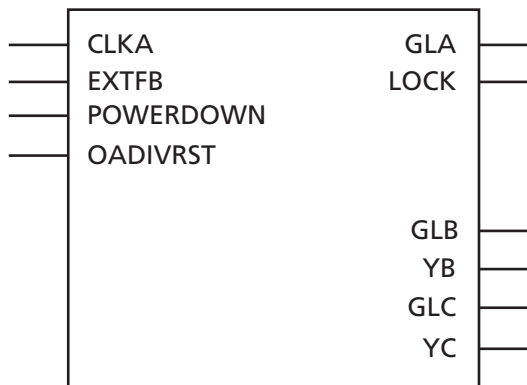 CLKA
EXTFB
POWERDOWN
OADIVRST
GLA
LOCK
GLB
YB
GLC
YC